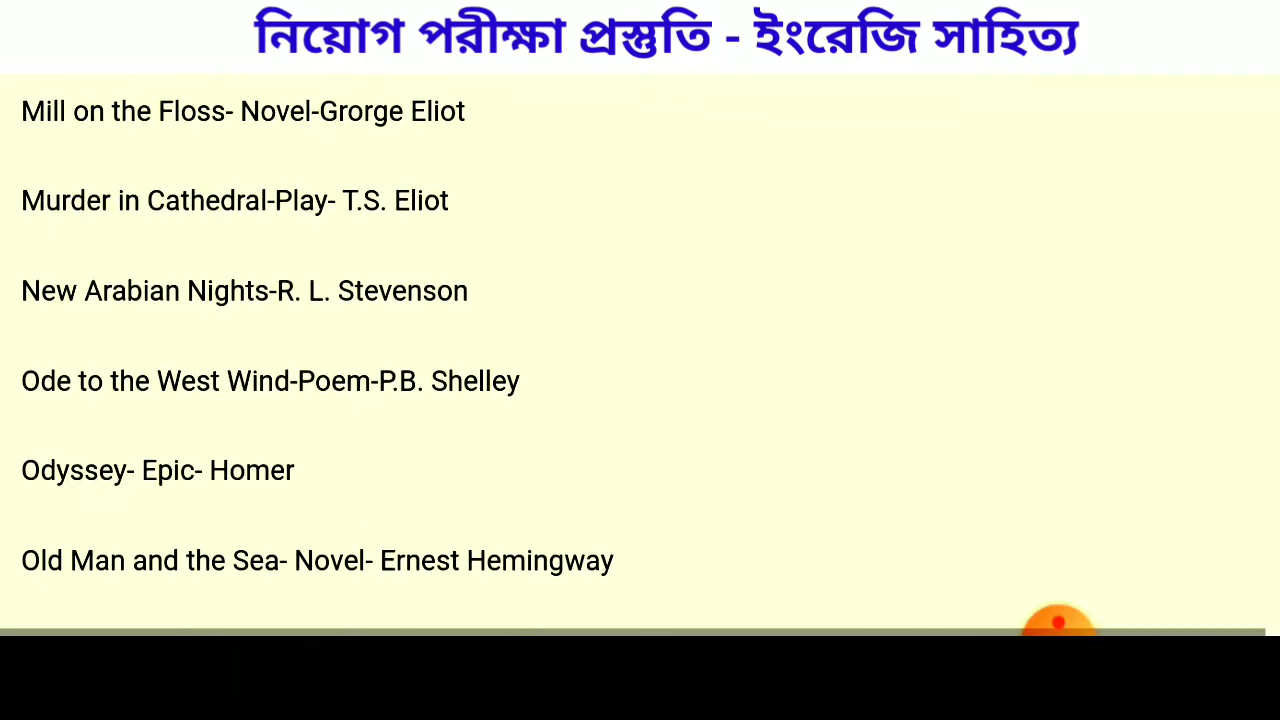 নিয়োগ পরীক্ষা প্রস্তুতি - ইংরেজি সাহিত্য
Mill on the Floss- Novel-Grorge Eliot
Murder in Cathedral-Play- T.S. Eliot
New Arabian Nights-R. L. Stevenson
Ode to the West Wind-Poem-P.B. Shelley
Odyssey- Epic- Homer
Old Man and the Sea- Novel- Ernest Hemingway